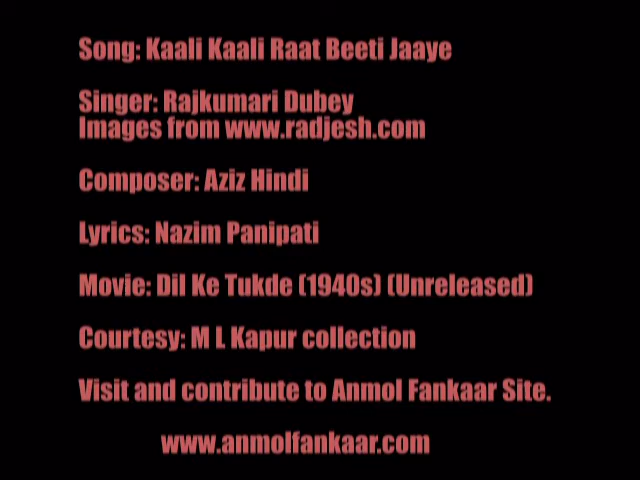 Song: Kaali Kaali Raat Beeti Jaaye
Singer: Rajkumari Dubey
Images from www.radjesh.com
Composer: Aziz Hindi
Lyrics: Nazim Panipati
Movie: Dil Ke Tukde (1940s) (Unreleased)
Courtesy: M L Kapur collection
Visit and contribute to Anmol Fankaar Site.
www.anmolfankaar.com